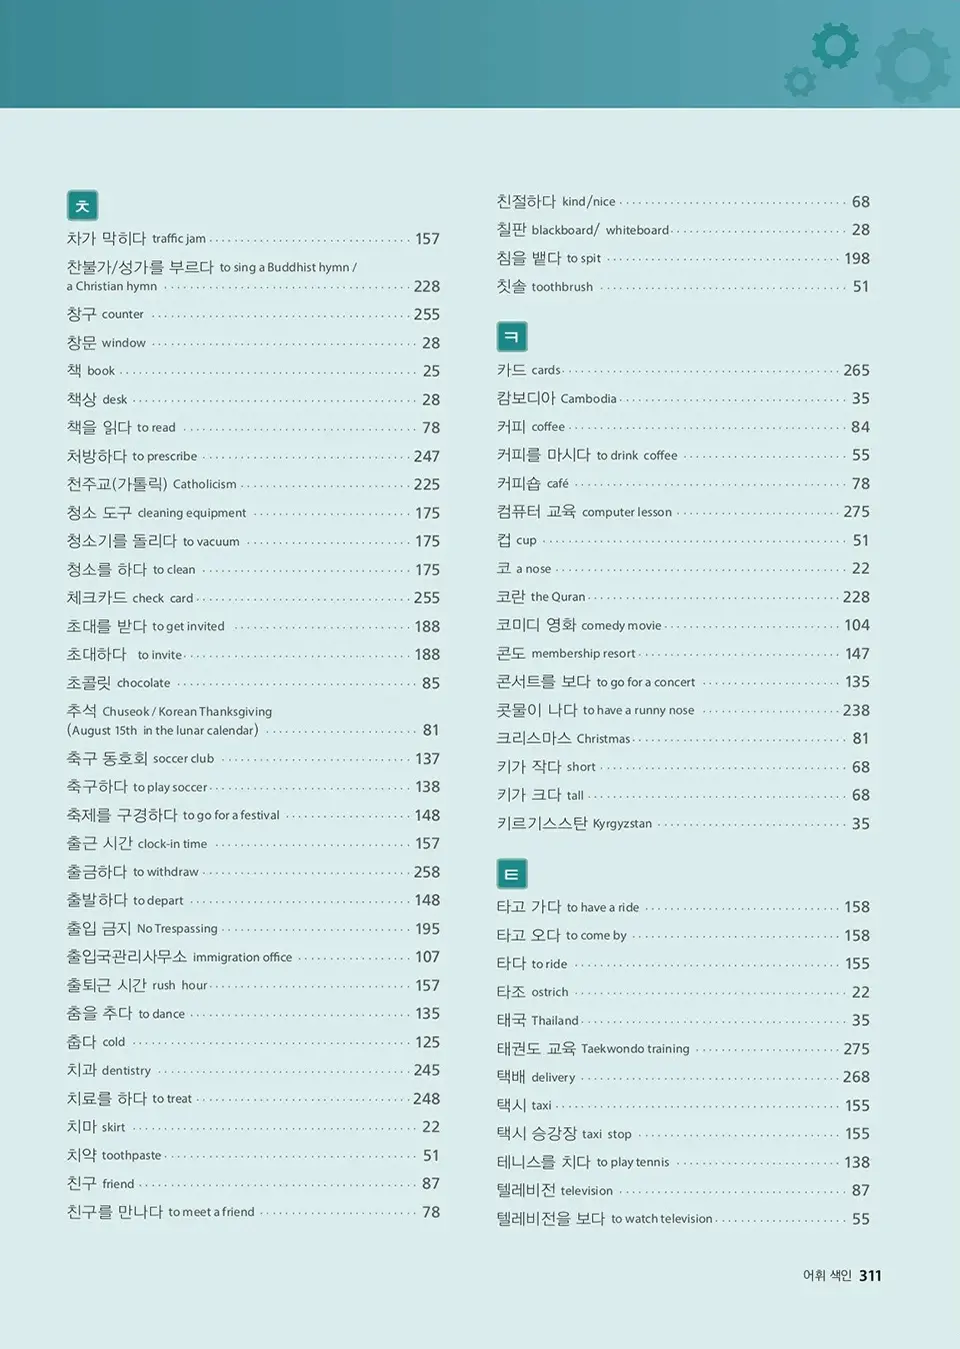 ㅊ
차가 막히다 traffic jam 157
찬불가/성가를 부르다 to sing a Buddhist hymn /
a Christian hymn 228
창구 counter 255
창문 window 28
책 book 25
책상 desk 28
책을 읽다 to read 78
처방하다 to prescribe 247
천주교(가톨릭) Catholicism 225
청소 도구 cleaning equipment 175
청소기를 돌리다 to vacuum 175
청소를 하다 to clean 175
체크카드 check card 255
초대를 받다 to get invited 188
초대하다 to invite 188
초콜릿 chocolate 85
추석 Chuseok / Korean Thanksgiving
(August 15th in the lunar calendar) 81
축구 동호회 soccer club 137
축구하다 to play soccer 138
축제를 구경하다 to go for a festival 148
출근 시간 clock-in time 157
출금하다 to withdraw 258
출발하다 to depart 148
출입 금지 No Trespassing 195
출입국관리사무소 immigration office 107
출퇴근 시간 rush hour 157
춤을 추다 to dance 135
춥다 cold 125
치과 dentistry 245
치료를 하다 to treat 248
치마 skirt 22
치약 toothpaste 51
친구 friend 87
친구를 만나다 to meet a friend 78
친절하다 kind/nice 68
칠판 blackboard/ whiteboard 28
침을 뱉다 to spit 198
칫솔 toothbrush 51
ㅋ
카드 cards 265
캄보디아 Cambodia 35
커피 coffee 84
커피를 마시다 to drink coffee 55
커피숍 café 78
컴퓨터 교육 computer lesson 275
컵 cup 51
코 a nose 22
코란 the Quran 228
코미디 영화 comedy movie 104
콘도 membership resort 147
콘서트를 보다 to go for a concert 135
콧물이 나다 to have a runny nose 238
크리스마스 Christmas 81
키가 작다 short 68
키가 크다 tall 68
키르기스스탄 Kyrgyzstan 35
ㅌ
타고 가다 to have a ride 158
타고 오다 to come by 158
타다 to ride 155
타조 ostrich 22
태국 Thailand 35
태권도 교육 Taekwondo training 275
택배 delivery 268
택시 taxi 155
택시 승강장 taxi stop 155
테니스를 치다 to play tennis 138
텔레비전 television 87
텔레비전을 보다 to watch television 55
어휘 색인 311